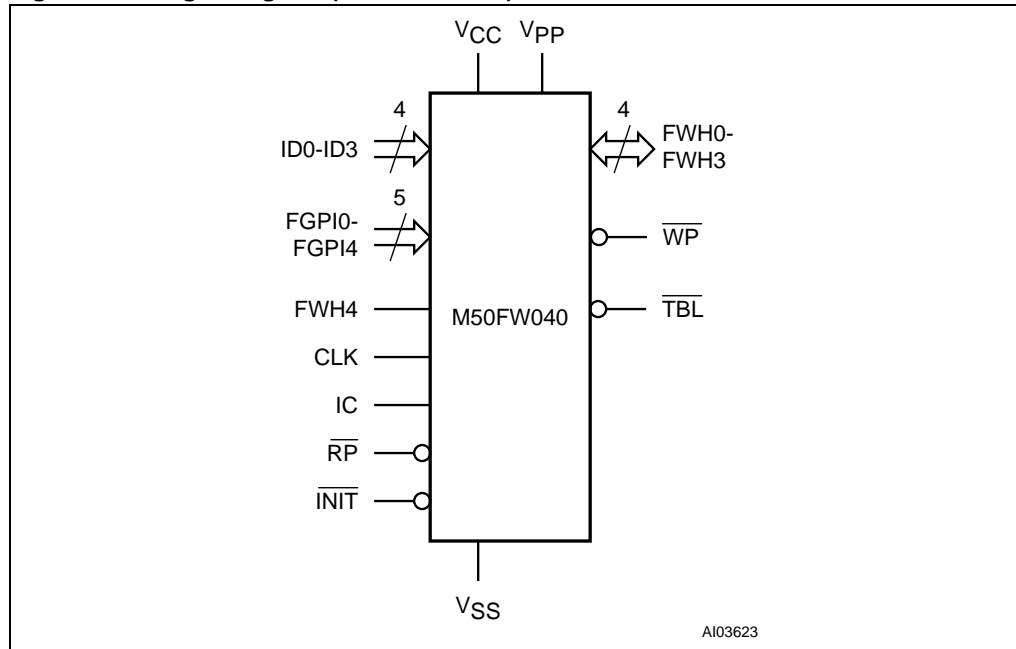 VCC VPP
4
ID0-ID3
4
FWH0-
FWH3
5
FGPI0-
FGPI4
WP
FWH4
M50FW040
TBL
CLK
IC
RP
INIT
VSS
AI03623